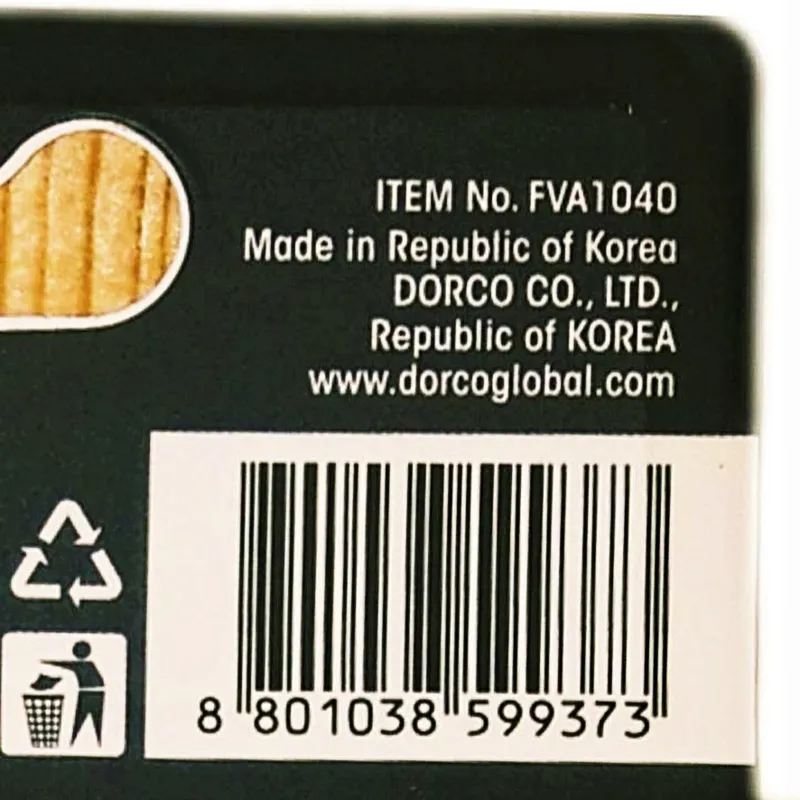 ITEM No. FVA1040
Made in Republic of Korea
DORCO CO., LTD.,
Republic of KOREA
www.dorcoglobal.com
8 801038 599373